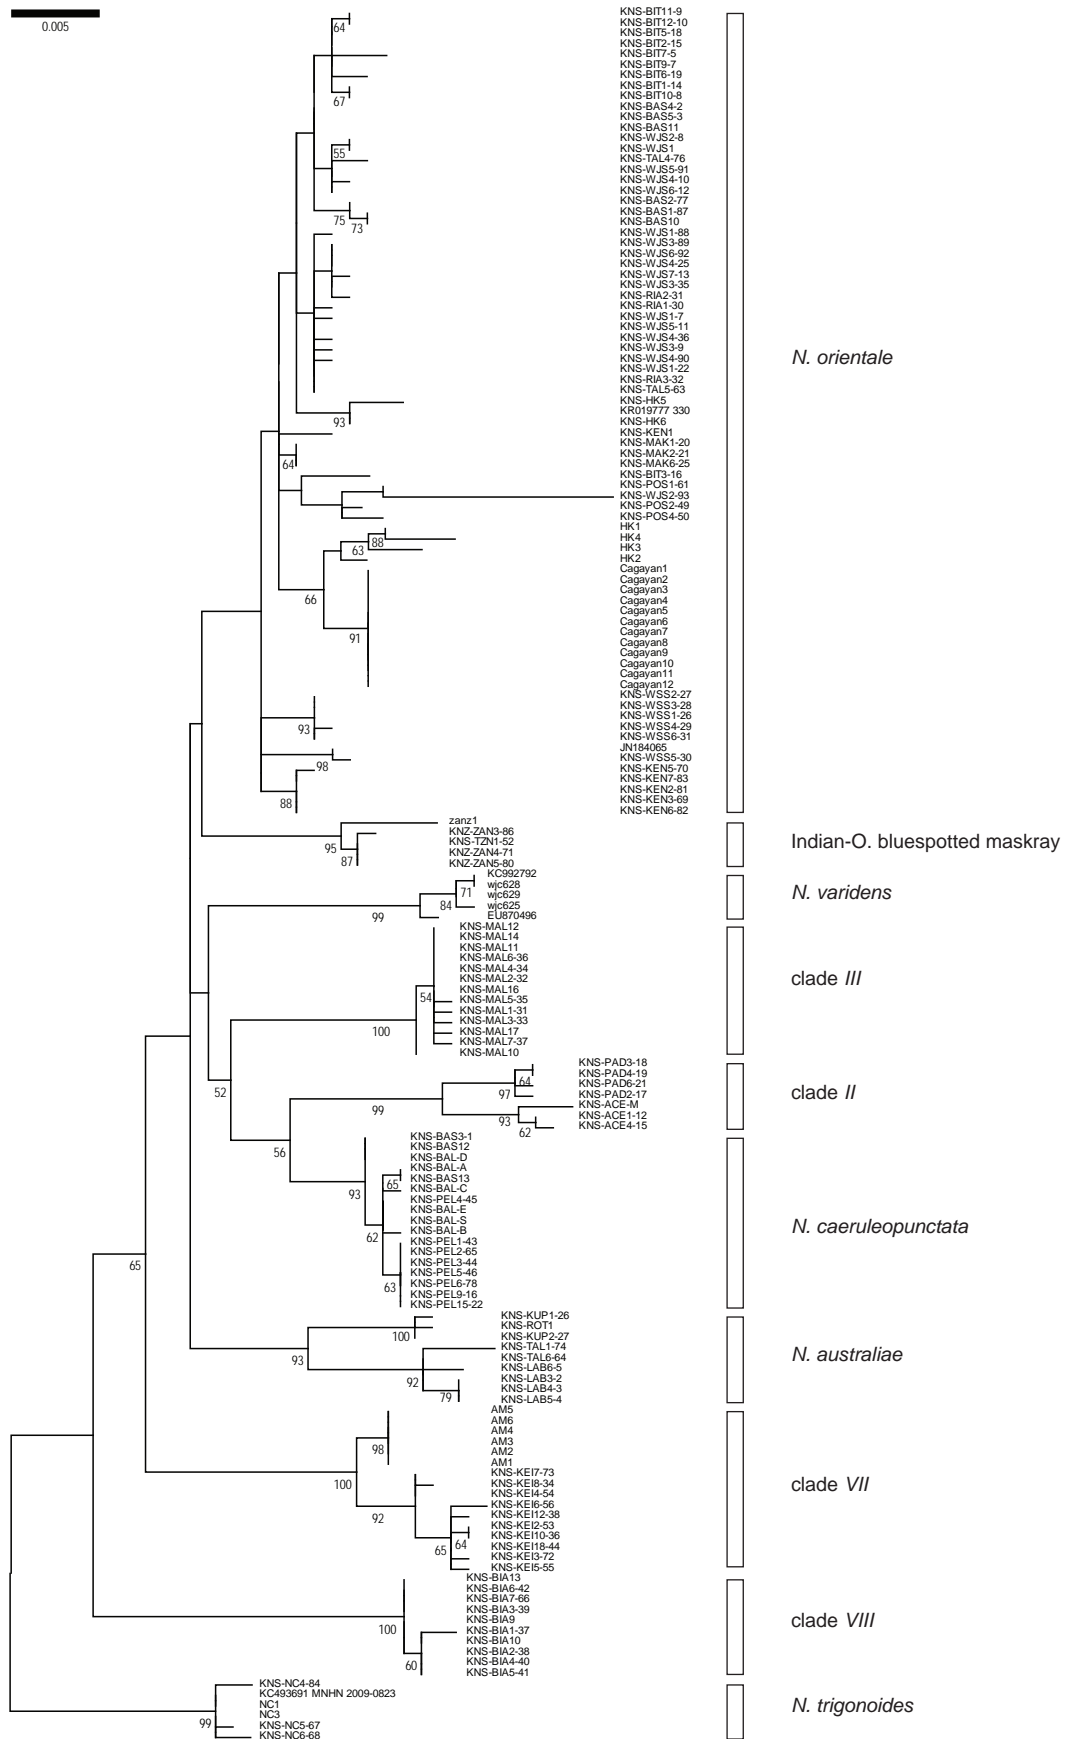 0.005
KNS-BIT11-9
KNS-BIT12-10
KNS-BIT5-18
64
KNS-BIT2-15
KNS-BIT7-5
KNS-BIT9-7
KNS-BIT6-19
KNS-BIT1-14
KNS-BIT10-8
67
KNS-BAS4-2
KNS-BAS5-3
KNS-BAS11
KNS-WJS2-8
KNS-WJS1
55
KNS-TAL4-76
KNS-WJS5-91
KNS-WJS4-10
KNS-WJS6-12
KNS-BAS2-77
KNS-BAS1-87
75
KNS-BAS10
73
KNS-WJS1-88
KNS-WJS3-89
KNS-WJS6-92
KNS-WJS4-25
KNS-WJS7-13
KNS-WJS3-35
KNS-RIA2-31
KNS-RIA1-30
KNS-WJS1-7
KNS-WJS5-11
KNS-WJS4-36
KNS-WJS3-9
KNS-WJS4-90
N. orientale
KNS-WJS1-22
KNS-RIA3-32
KNS-TAL5-63
KNS-HK5
KR019777 330
KNS-HK6
93
KNS-KEN1
KNS-MAK1-20
KNS-MAK2-21
KNS-MAK6-25
64
KNS-BIT3-16
KNS-POS1-61
KNS-WJS2-93
KNS-POS2-49
KNS-POS4-50
HK1
HK4
88
HK3
63
HK2
Cagayan1
Cagayan2
Cagayan3
Cagayan4
66
Cagayan5
Cagayan6
Cagayan7
91
Cagayan8
Cagayan9
Cagayan10
Cagayan11
Cagayan12
KNS-WSS2-27
KNS-WSS3-28
KNS-WSS1-26
KNS-WSS4-29
93
KNS-WSS6-31
JN184065
KNS-WSS5-30
98
KNS-KEN5-70
KNS-KEN7-83
KNS-KEN2-81
KNS-KEN3-69
88
KNS-KEN6-82
zanz1
KNZ-ZAN3-86
KNS-TZN1-52
Indian-O. bluespotted maskray
95
KNZ-ZAN4-71
87
KNZ-ZAN5-80
KC992792
wjc628
71
wjc629
N. varidens
84
wjc625
99
EU870496
KNS-MAL12
KNS-MAL14
KNS-MAL11
KNS-MAL6-36
KNS-MAL4-34
KNS-MAL2-32
clade III
KNS-MAL16
54
KNS-MAL5-35
KNS-MAL1-31
KNS-MAL3-33
100
KNS-MAL17
KNS-MAL7-37
KNS-MAL10
KNS-PAD3-18
KNS-PAD4-19
64
KNS-PAD6-21
52
97
KNS-PAD2-17
clade II
KNS-ACE-M
99
KNS-ACE1-12
93
KNS-ACE4-15
62
KNS-BAS3-1
KNS-BAS12
56
KNS-BAL-D
KNS-BAL-A
KNS-BAS13
65
KNS-BAL-C
93
KNS-PEL4-45
KNS-BAL-E
KNS-BAL-S
N. caeruleopunctata
KNS-BAL-B
62
KNS-PEL1-43
KNS-PEL2-65
KNS-PEL3-44
65
KNS-PEL5-46
KNS-PEL6-78
63
KNS-PEL9-16
KNS-PEL15-22
KNS-KUP1-26
KNS-ROT1
KNS-KUP2-27
100
KNS-TAL1-74
N. australiae
KNS-TAL6-64
93
KNS-LAB6-5
KNS-LAB3-2
92
KNS-LAB4-3
79
KNS-LAB5-4
AM5
AM6
AM4
AM3
98
AM2
AM1
KNS-KEI7-73
KNS-KEI8-34
clade VII
100
KNS-KEI4-54
KNS-KEI6-56
KNS-KEI12-38
92
KNS-KEI2-53
KNS-KEI10-36
64
KNS-KEI18-44
65
KNS-KEI3-72
KNS-KEI5-55
KNS-BIA13
KNS-BIA6-42
KNS-BIA7-66
KNS-BIA3-39
KNS-BIA9
clade VIII
KNS-BIA1-37
100
KNS-BIA10
KNS-BIA2-38
KNS-BIA4-40
60
KNS-BIA5-41
KNS-NC4-84
KC493691 MNHN 2009-0823
NC1
N. trigonoides
NC3
99
KNS-NC5-67
KNS-NC6-68